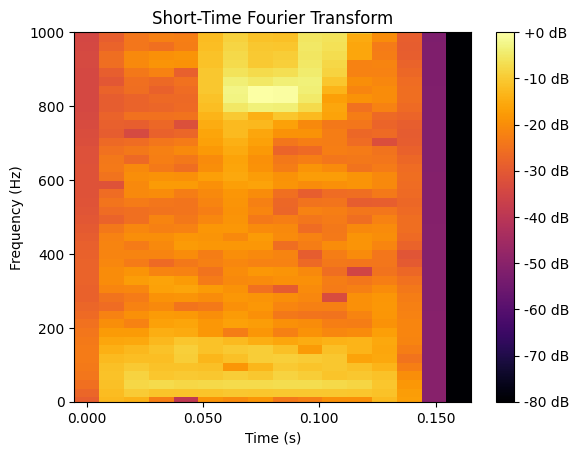 Short-Time Fourier Transform
1000
800
600
400
200
0
Frequency (Hz)
0.000
0.050
0.100
0.150
Time (s)
+0 dB
-10 dB
-20 dB
-30 dB
-40 dB
-50 dB
-60 dB
-70 dB
-80 dB